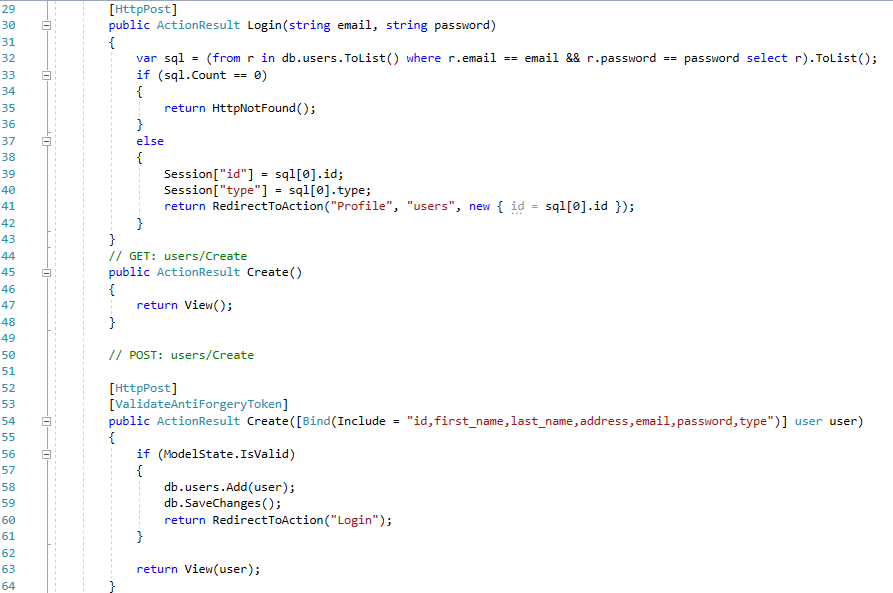 29 [HttpPost]
30 public ActionResult Login(string email, string password)
31 {
32 var sql = (from r in db.users.ToList() where r.email == email && r.password == password select r).ToList();
33 if (sql.Count == 0)
34 {
35 return HttpNotFound();
36 }
37 else
38 {
39 Session["id"] = sql[0].id;
40 Session["type"] = sql[0].type;
41 return RedirectToAction("Profile", "users", new { id = sql[0].id });
42 }
43 }
44 // GET: users/Create
45 public ActionResult Create()
46 {
47 return View();
48 }
49
50 // POST: users/Create
51
52 [HttpPost]
53 [ValidateAntiForgeryToken]
54 public ActionResult Create([Bind(Include = "id,first_name,last_name,address,email,password,type")] user user)
55 {
56 if (ModelState.IsValid)
57 {
58 db.users.Add(user);
59 db.SaveChanges();
60 return RedirectToAction("Login");
61 }
62
63 return View(user);
64 }